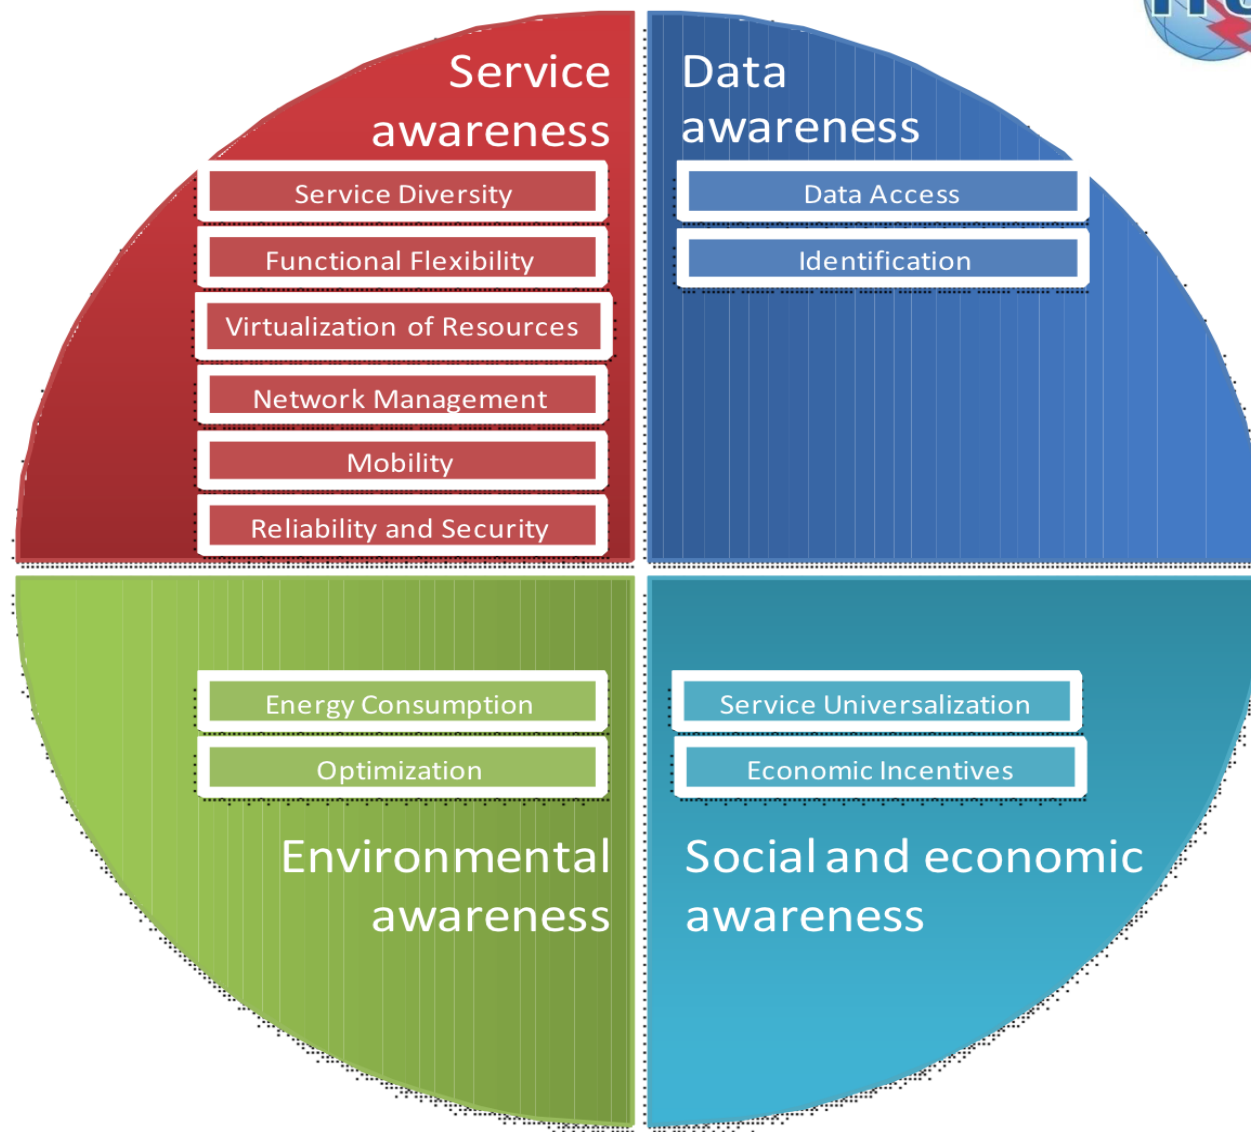 Service
awareness
Service Diversity
Functional Flexibility
Virtualization of Resources
Network Management
Mobility
Reliability and Security
Data
awareness
Data Access
Identification
Energy Consumption
Optimization
Environmental
awareness
Service Universalization
Economic Incentives
Social and economic
awareness